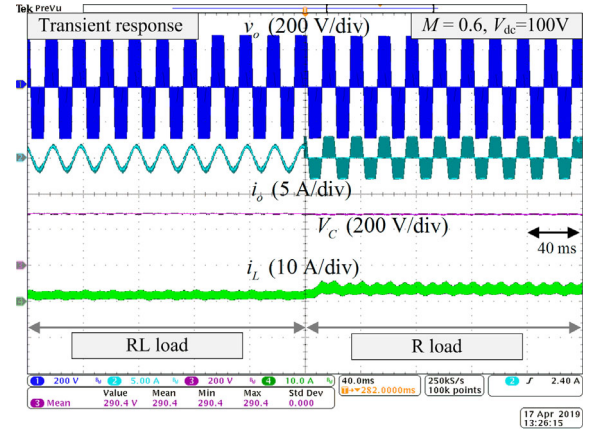 Tek PreVu
Transient response
v_o (200 V/div)
M = 0.6, V_dc=100V
i_o (5 A/div)
V_C (200 V/div)
40 ms
i_L (10 A/div)
RL load
R load
1 200 V 2 5.00 A 3 200 V 4 10.0 A
40.0ms
T→▼282.0000ms
250kS/s
100k points
2 2.40 A
Value Mean Min Max Std Dev
3 Mean 290.4 V 290.4 290.4 290.4 0.000
17 Apr 2019
13:26:15